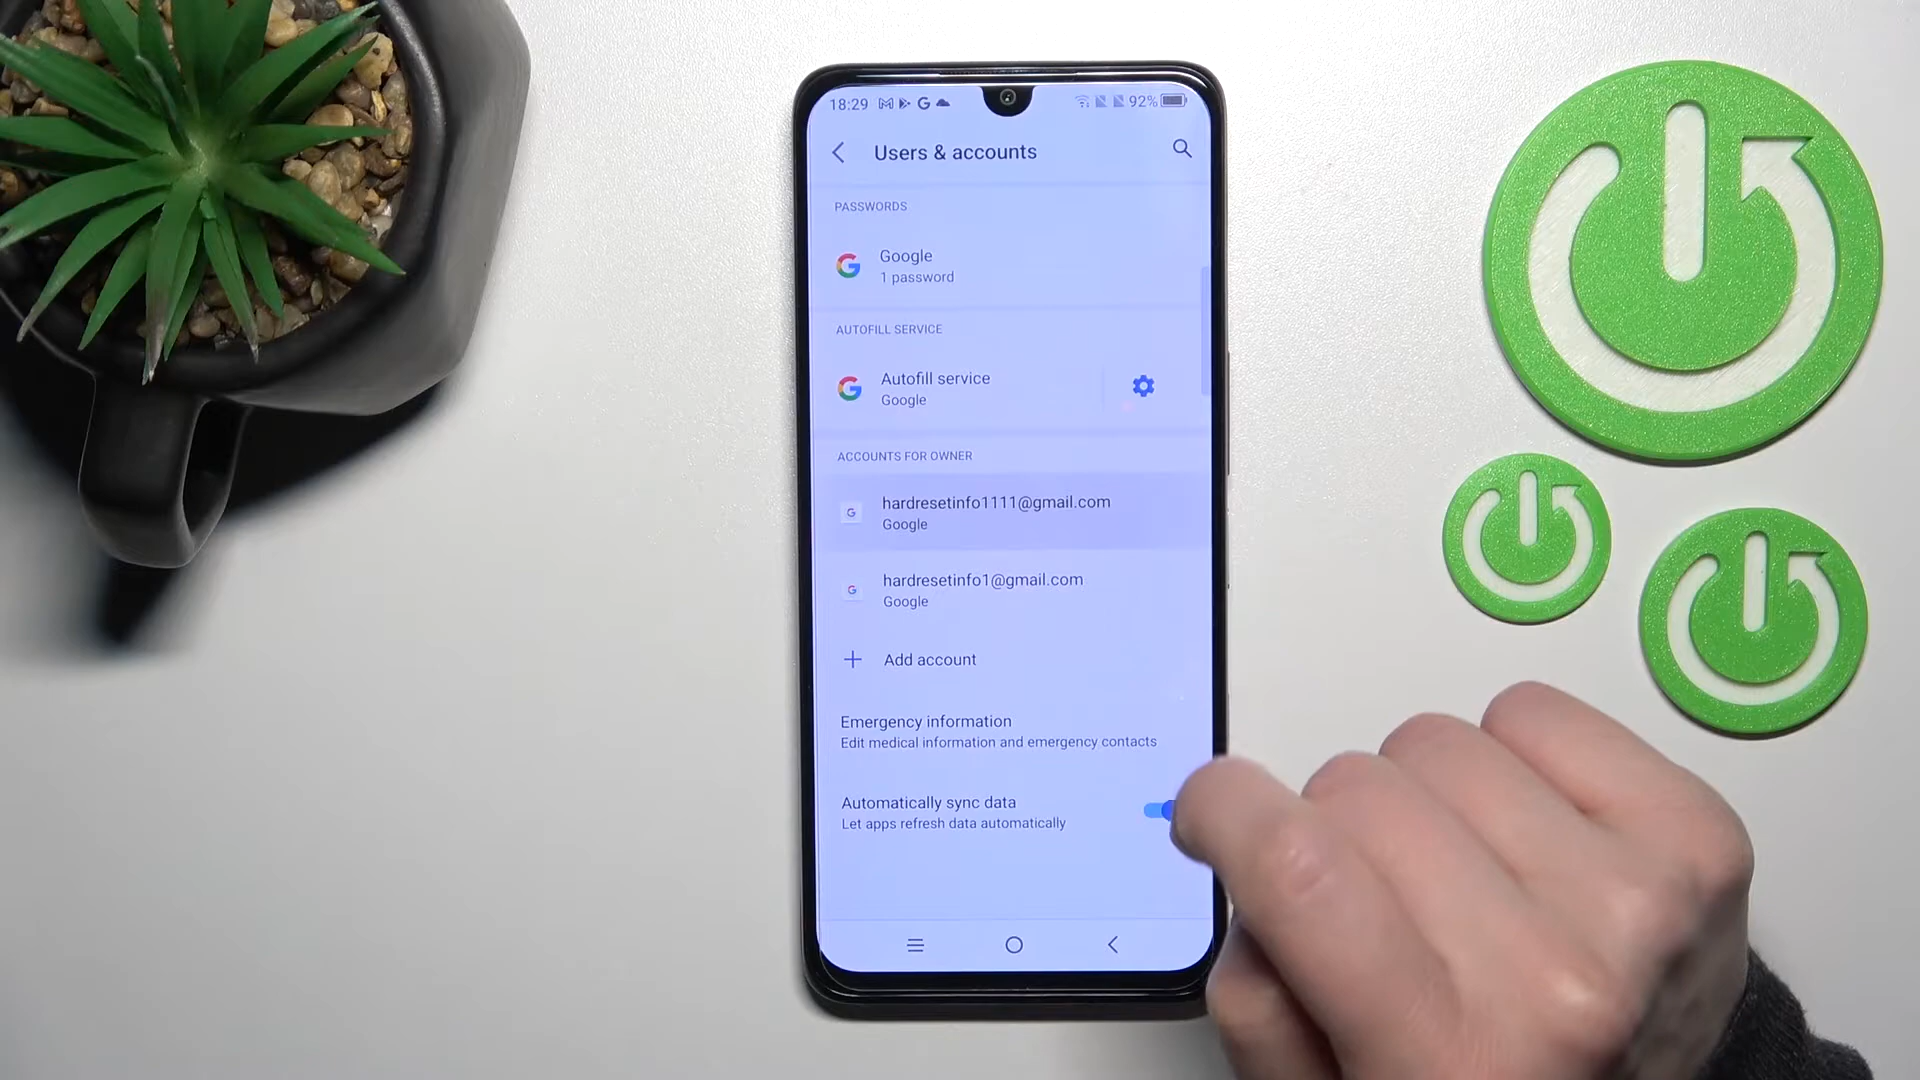 18:29 92%
Users & accounts
PASSWORDS
Google
1 password
AUTOFILL SERVICE
Autofill service
Google
ACCOUNTS FOR OWNER
hardresetinfo1111@gmail.com
Google
hardresetinfo1@gmail.com
Google
Add account
Emergency information
Edit medical information and emergency contacts
Automatically sync data
Let apps refresh data automatically